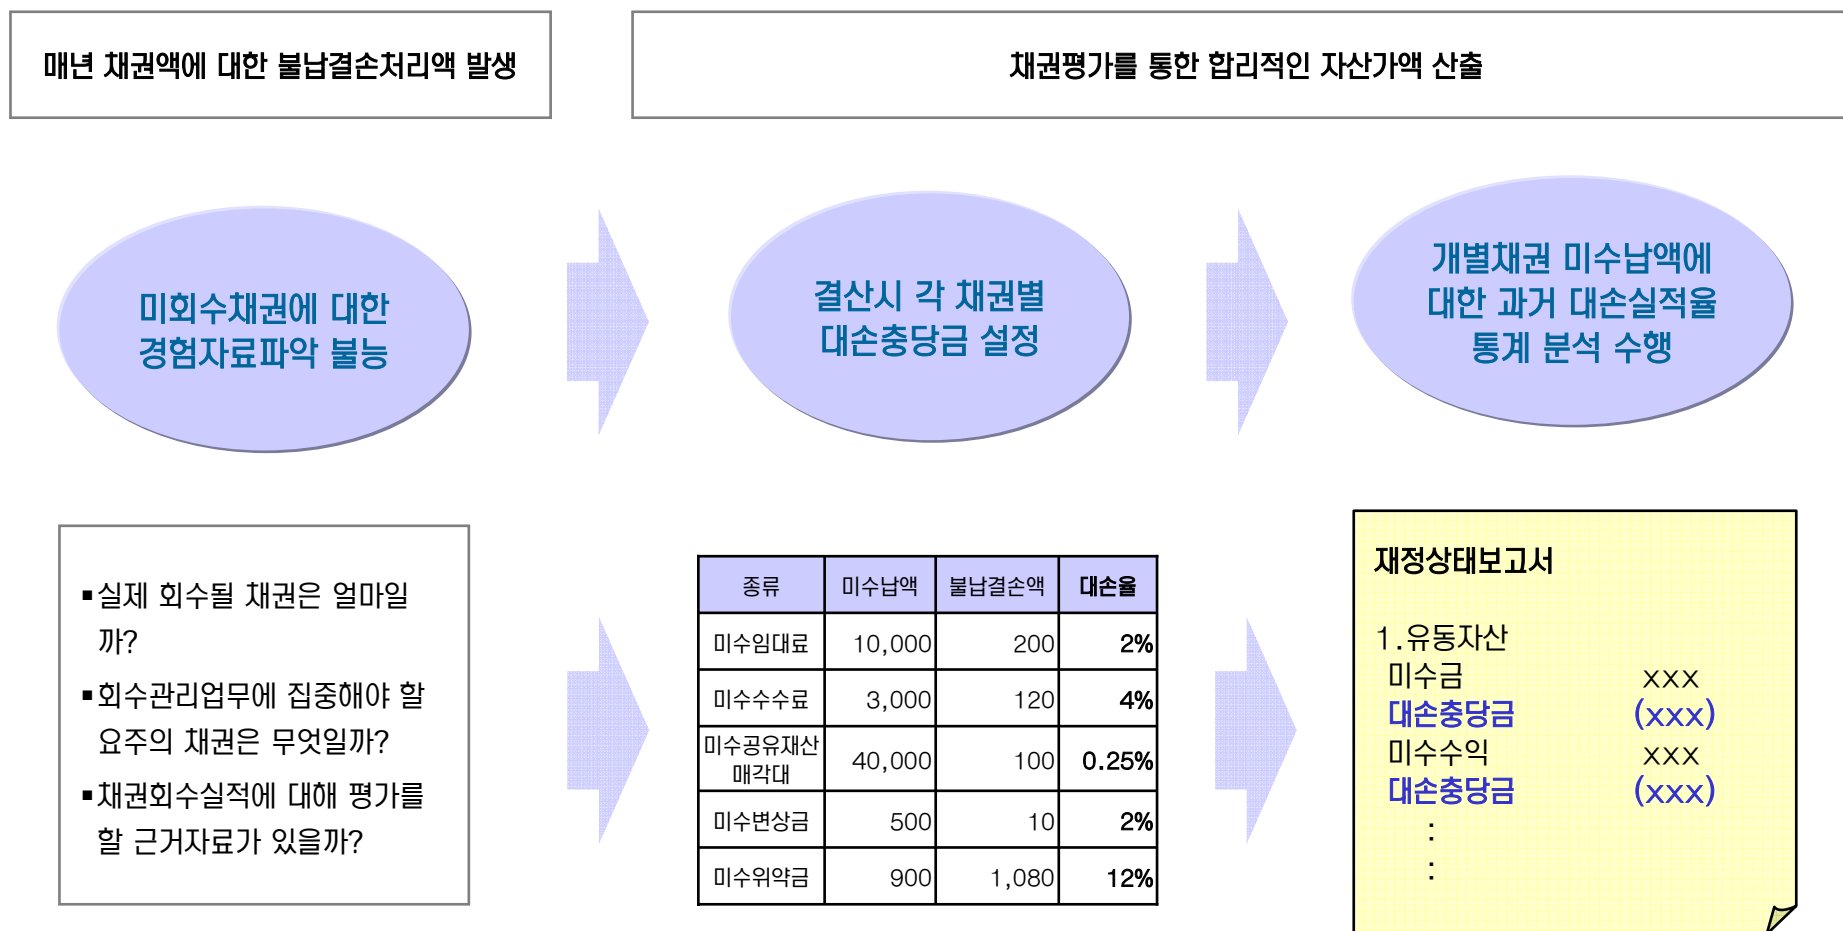 매년 채권액에 대한 불납결손처리액 발생
채권평가를 통한 합리적인 자산가액 산출
미회수채권에 대한
경험자료파악 불능
결산시 각 채권별
대손충당금 설정
개별채권 미수납액에
대한 과거 대손실적율
통계 분석 수행
▪실제 회수될 채권은 얼마일
까?
▪회수관리업무에 집중해야 할
요주의 채권은 무엇일까?
▪채권회수실적에 대해 평가를
할 근거자료가 있을까?
종류 미수납액 불납결손액 대손율
미수임대료 10,000 200 2%
미수수수료 3,000 120 4%
미수공유재산
매각대 40,000 100 0.25%
미수변상금 500 10 2%
미수위약금 900 1,080 12%
재정상태보고서
1.유동자산
미수금 xxx
대손충당금 (xxx)
미수수익 xxx
대손충당금 (xxx)
:
: